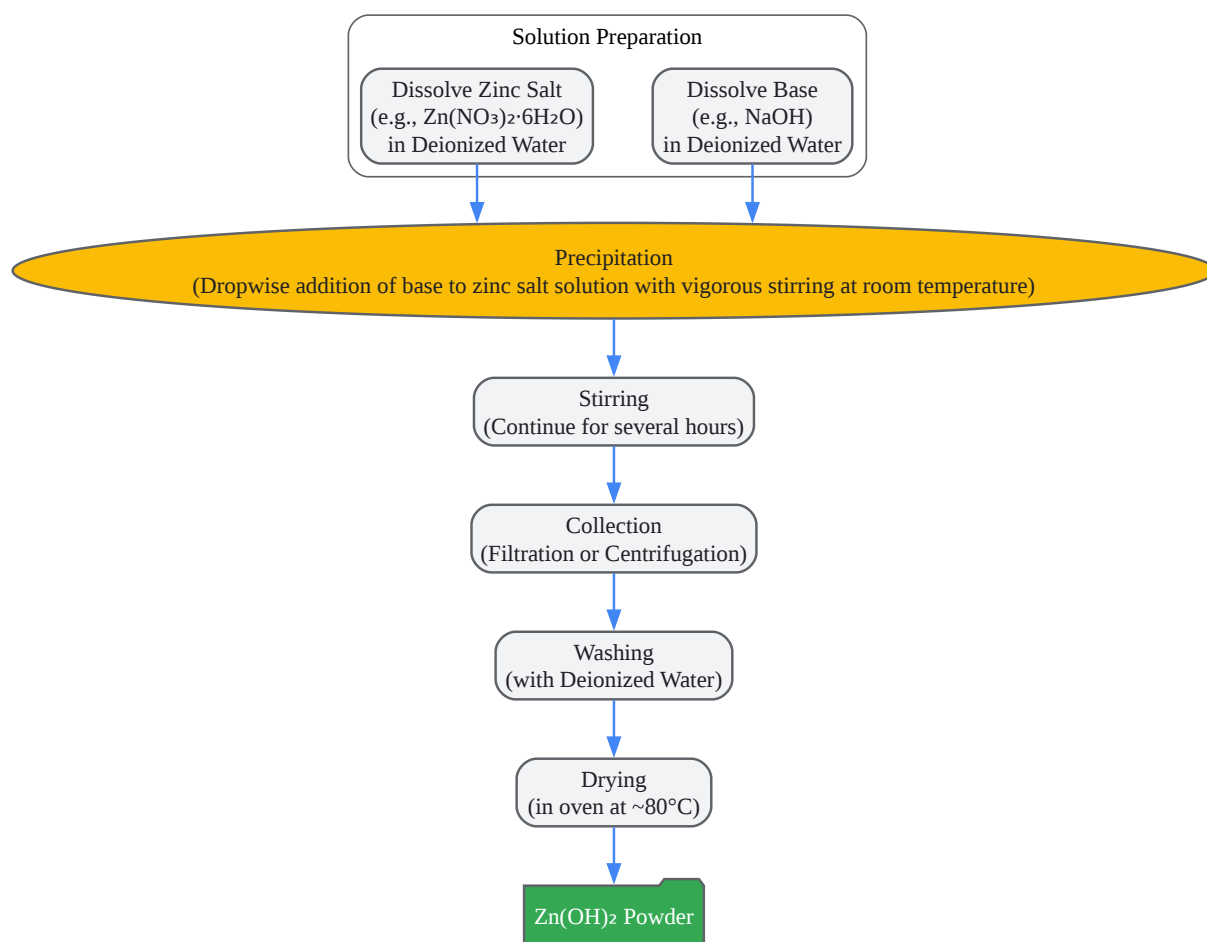 Solution Preparation
Dissolve Zinc Salt
(e.g., Zn(NO₃)₂·6H₂O)
in Deionized Water
Dissolve Base
(e.g., NaOH)
in Deionized Water
Precipitation
(Dropwise addition of base to zinc salt solution with vigorous stirring at room temperature)
Stirring
(Continue for several hours)
Collection
(Filtration or Centrifugation)
Washing
(with Deionized Water)
Drying
(in oven at ~80°C)
Zn(OH)₂ Powder